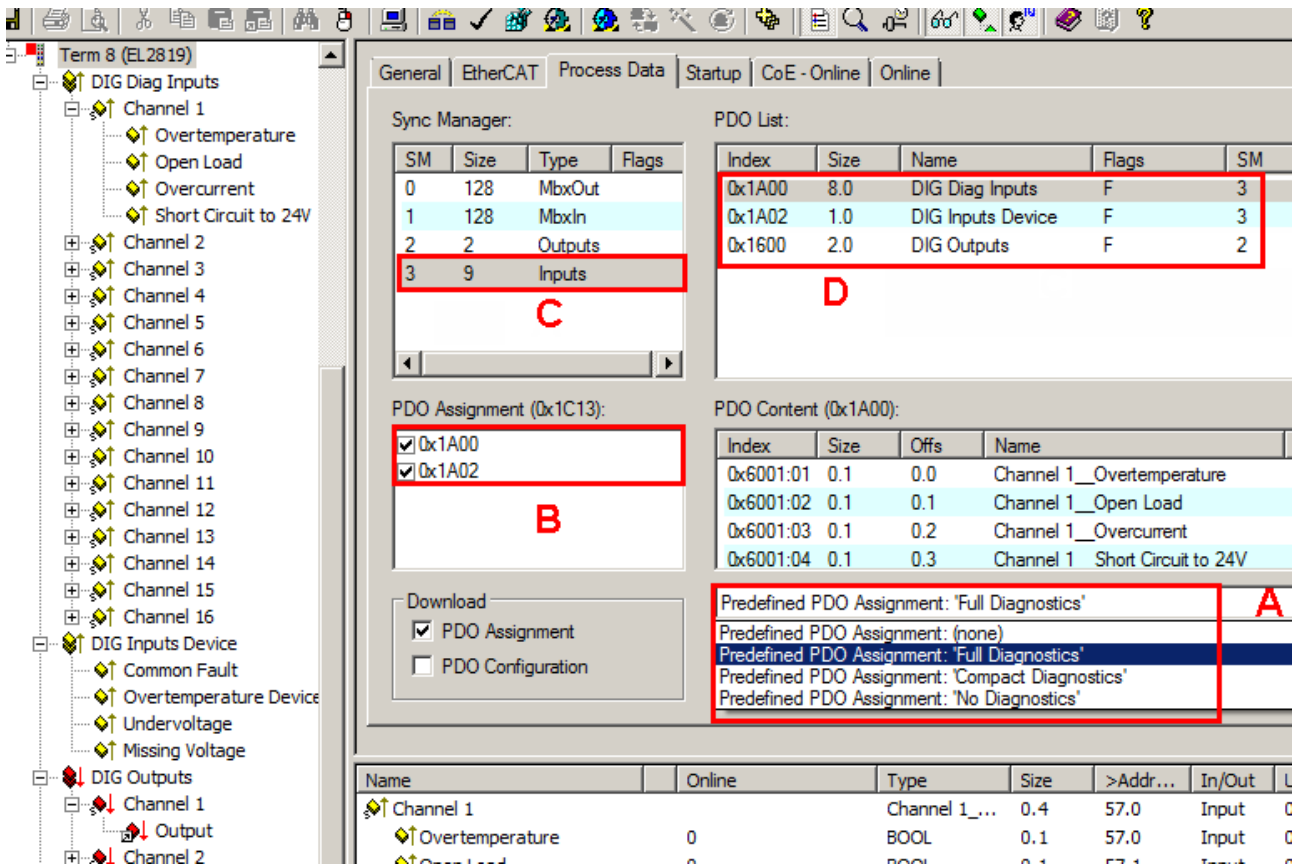 Term 8 (EL2819)
DIG Diag Inputs
Channel 1
Overtemperature
Open Load
Overcurrent
Short Circuit to 24V
Channel 2
Channel 3
Channel 4
Channel 5
Channel 6
Channel 7
Channel 8
Channel 9
Channel 10
Channel 11
Channel 12
Channel 13
Channel 14
Channel 15
Channel 16
DIG Inputs Device
Common Fault
Overtemperature Device
Undervoltage
Missing Voltage
DIG Outputs
Channel 1
Output
Channel 2
General EtherCAT Process Data Startup CoE - Online Online
Sync Manager:
SM Size Type Flags
0 128 MbxOut
1 128 MbxIn
2 2 Outputs
3 9 Inputs
C
PDO List:
Index Size Name Flags SM
0x1A00 8.0 DIG Diag Inputs F 3
0x1A02 1.0 DIG Inputs Device F 3
0x1600 2.0 DIG Outputs F 2
D
PDO Assignment (0x1C13):
0x1A00
0x1A02
B
PDO Content (0x1A00):
Index Size Offs Name
0x6001:01 0.1 0.0 Channel 1__Overtemperature
0x6001:02 0.1 0.1 Channel 1__Open Load
0x6001:03 0.1 0.2 Channel 1__Overcurrent
0x6001:04 0.1 0.3 Channel 1 Short Circuit to 24V
Download
PDO Assignment
PDO Configuration
Predefined PDO Assignment: 'Full Diagnostics'
A
Predefined PDO Assignment: (none)
Predefined PDO Assignment: 'Full Diagnostics'
Predefined PDO Assignment: 'Compact Diagnostics'
Predefined PDO Assignment: 'No Diagnostics'
Name Online Type Size >Addr... In/Out
Channel 1 Channel 1_... 0.4 57.0 Input
Overtemperature 0 BOOL 0.1 57.0 Input
Open Load 0 BOOL 0.1 57.1 Input